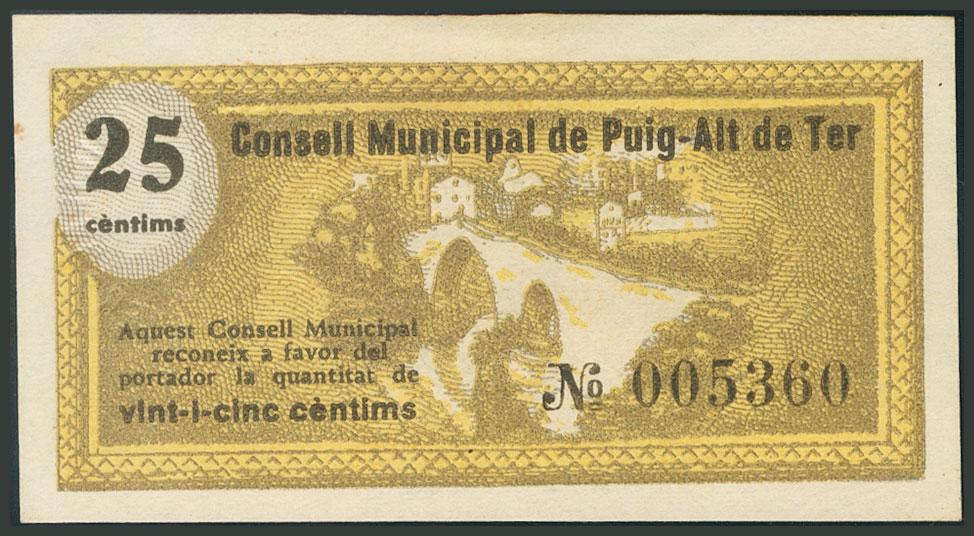 25
cèntims
Consell Municipal de Puig-Alt de Ter
Aquest Consell Municipal
reconeix a favor del
portador la quantitat de
vint-i-cinc cèntims
Nº 005360